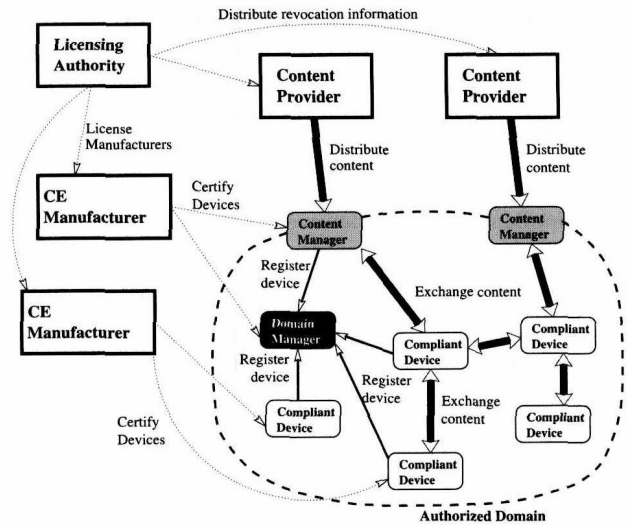 Distribute revocation information
Licensing
Authority
Content
Provider
Content
Provider
License
Manufacturers
Distribute
content
Distribute
content
CE
Manufacturer
Certify
Devices
Content
Manager
Content
Manager
Register
device
Exchange content
CE
Manufacturer
Domain
Manager
Compliant
Device
Compliant
Device
Register
device
Register
device
Exchange
content
Compliant
Device
Compliant
Device
Certify
Devices
Compliant
Device
Authorized Domain